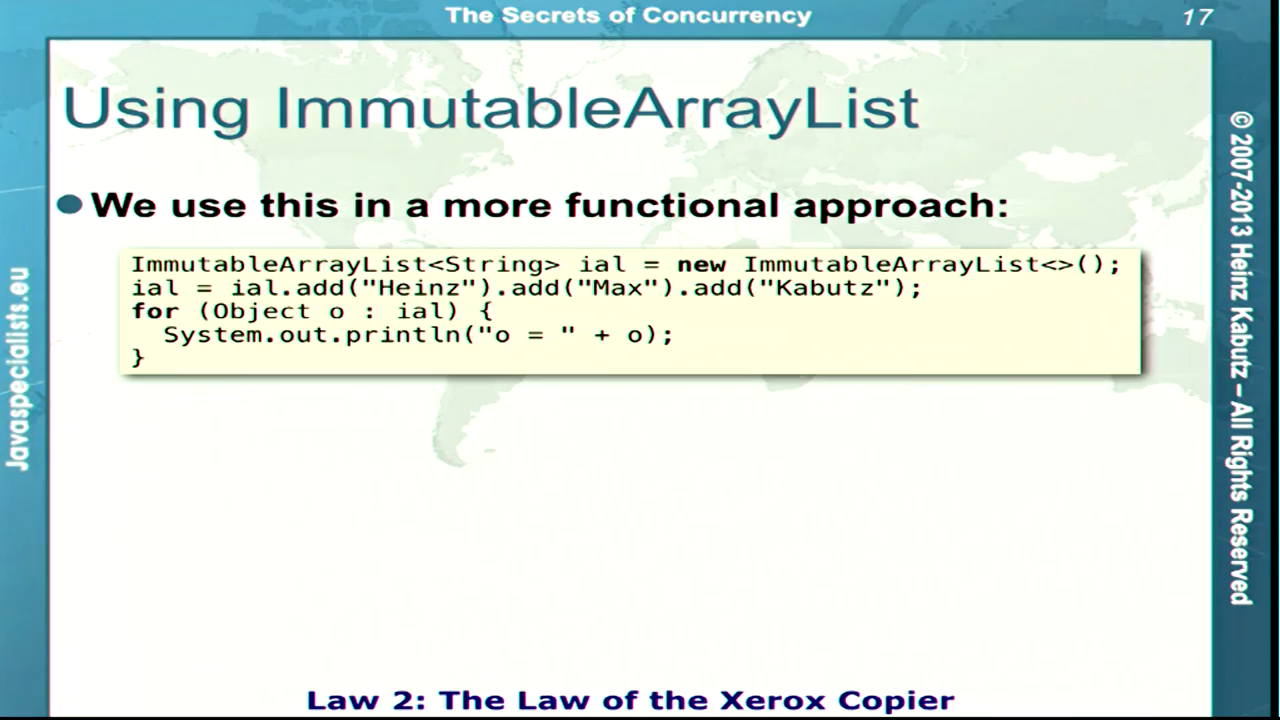 The Secrets of Concurrency
17
Using ImmutableArrayList
We use this in a more functional approach:
ImmutableArrayList<String> ial = new ImmutableArrayList<>();
ial = ial.add("Heinz").add("Max").add("Kabutz");
for (Object o : ial) {
  System.out.println("o = " + o);
}
Law 2: The Law of the Xerox Copier
Javaspecialists.eu
© 2007-2013 Heinz Kabutz – All Rights Reserved